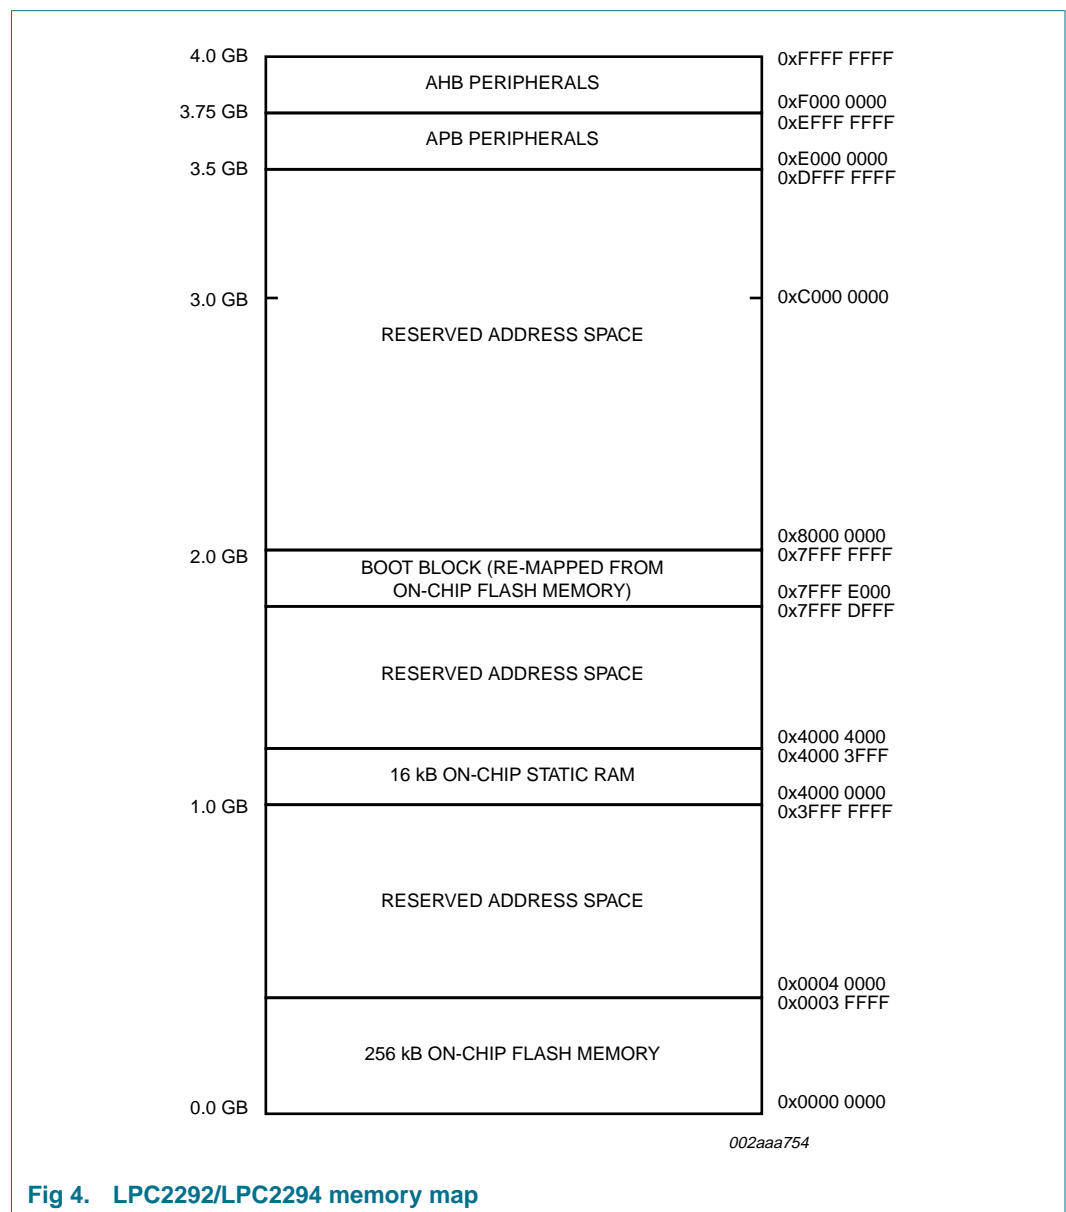 4.0 GB
0xFFFF FFFF
AHB PERIPHERALS
0xF000 0000
3.75 GB
0xEFFF FFFF
APB PERIPHERALS
0xE000 0000
3.5 GB
0xDFFF FFFF
3.0 GB
0xC000 0000
RESERVED ADDRESS SPACE
0x8000 0000
2.0 GB
0x7FFF FFFF
BOOT BLOCK (RE-MAPPED FROM
ON-CHIP FLASH MEMORY)
0x7FFF E000
0x7FFF DFFF
RESERVED ADDRESS SPACE
0x4000 4000
0x4000 3FFF
16 kB ON-CHIP STATIC RAM
0x4000 0000
1.0 GB
0x3FFF FFFF
RESERVED ADDRESS SPACE
0x0004 0000
0x0003 FFFF
256 kB ON-CHIP FLASH MEMORY
0.0 GB
0x0000 0000
002aaa754
Fig 4. LPC2292/LPC2294 memory map